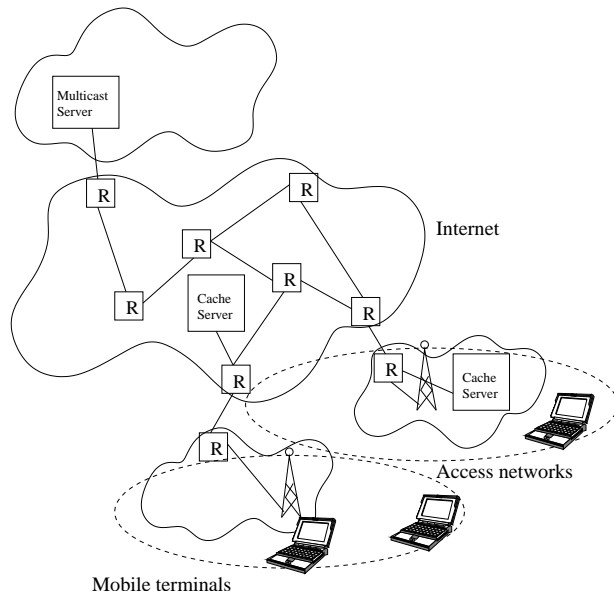 Multicast
Server
R
R
R
Internet
R
R
R
Cache
Server
R
R
R
Cache
Server
R
Access networks
Mobile terminals